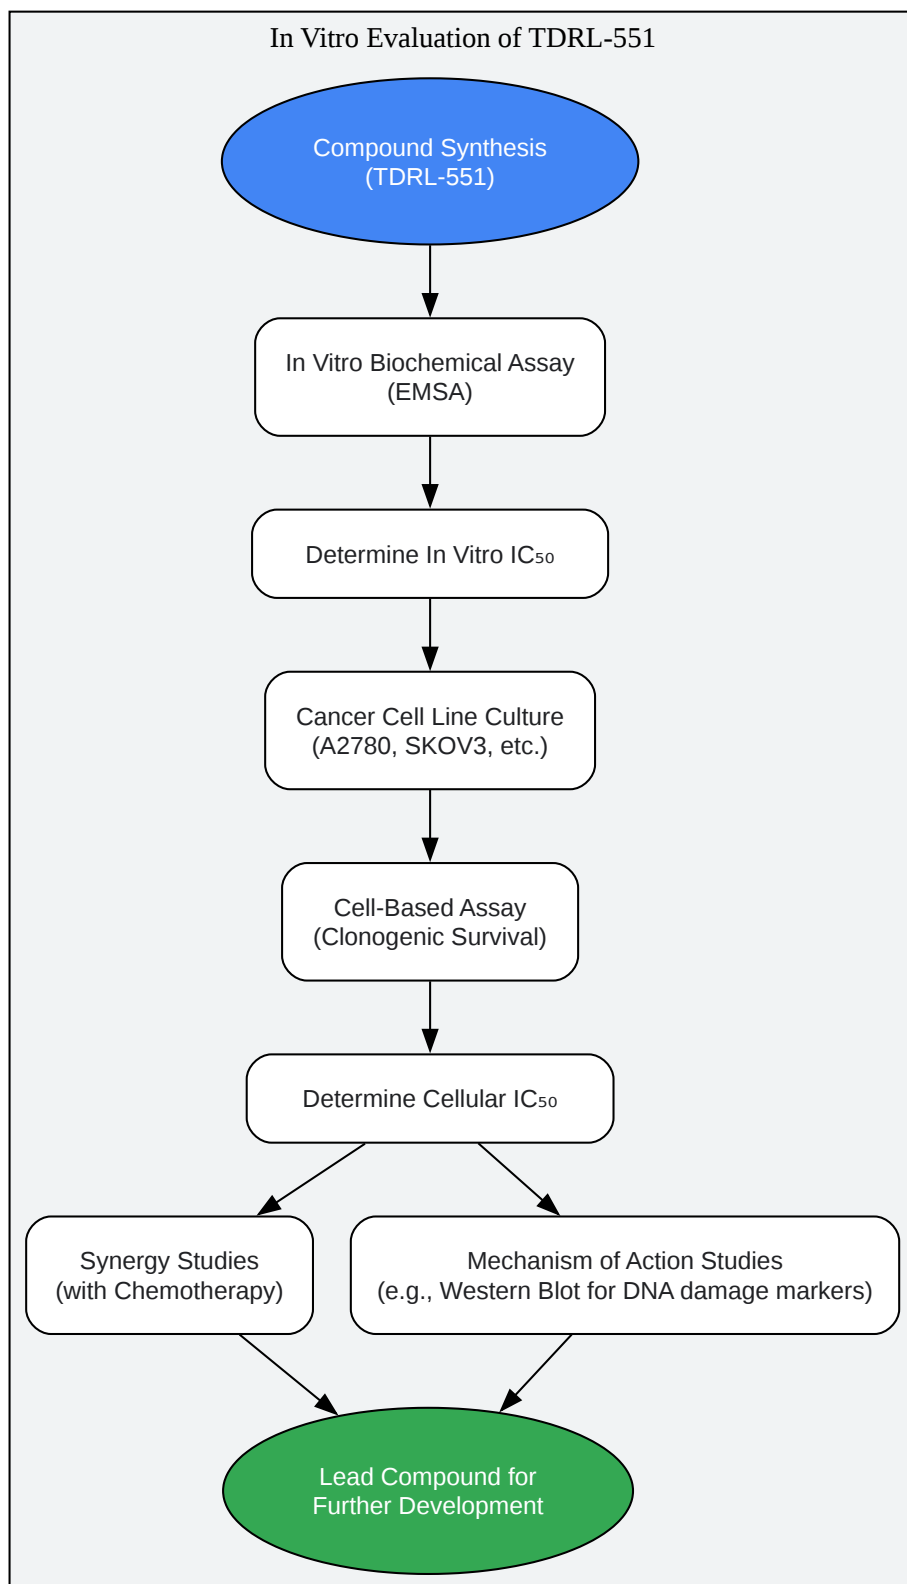 In Vitro Evaluation of TDRL-551
Compound Synthesis
(TDRL-551)
In Vitro Biochemical Assay
(EMSA)
Determine In Vitro IC₅₀
Cancer Cell Line Culture
(A2780, SKOV3, etc.)
Cell-Based Assay
(Clonogenic Survival)
Determine Cellular IC₅₀
Synergy Studies
(with Chemotherapy)
Mechanism of Action Studies
(e.g., Western Blot for DNA damage markers)
Lead Compound for
Further Development